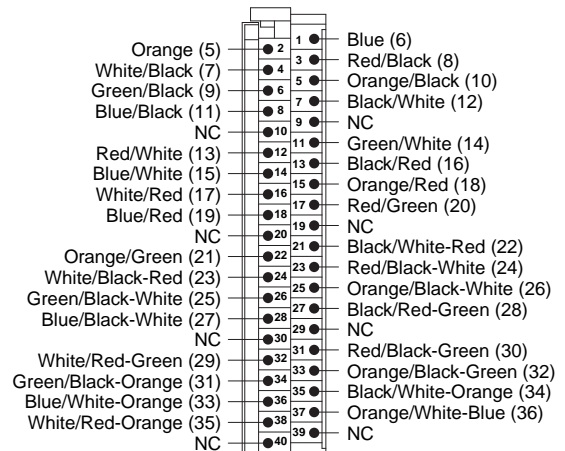 1 Blue (6)
Orange (5) 2
3 Red/Black (8)
White/Black (7) 4
5 Orange/Black (10)
Green/Black (9) 6
7 Black/White (12)
Blue/Black (11) 8
9 NC
NC 10
11 Green/White (14)
Red/White (13) 12
13 Black/Red (16)
Blue/White (15) 14
15 Orange/Red (18)
White/Red (17) 16
17 Red/Green (20)
Blue/Red (19) 18
19 NC
NC 20
21 Black/White-Red (22)
Orange/Green (21) 22
23 Red/Black-White (24)
White/Black-Red (23) 24
25 Orange/Black-White (26)
Green/Black-White (25) 26
27 Black/Red-Green (28)
Blue/Black-White (27) 28
29 NC
NC 30
31 Red/Black-Green (30)
White/Red-Green (29) 32
33 Orange/Black-Green (32)
Green/Black-Orange (31) 34
35 Black/White-Orange (34)
Blue/White-Orange (33) 36
37 Orange/White-Blue (36)
White/Red-Orange (35) 38
39 NC
NC 40